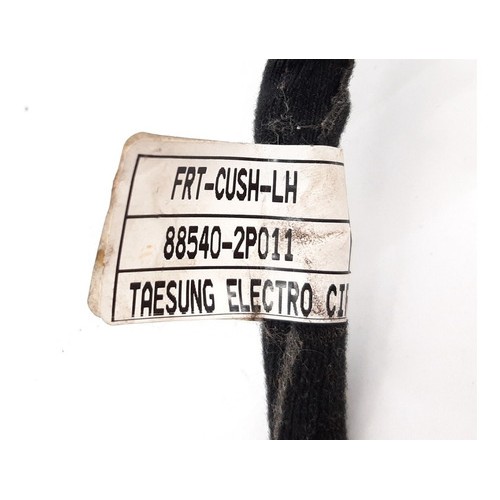 FRT-CUSH-LH
88540-2P011
TAESUNG ELECTRO